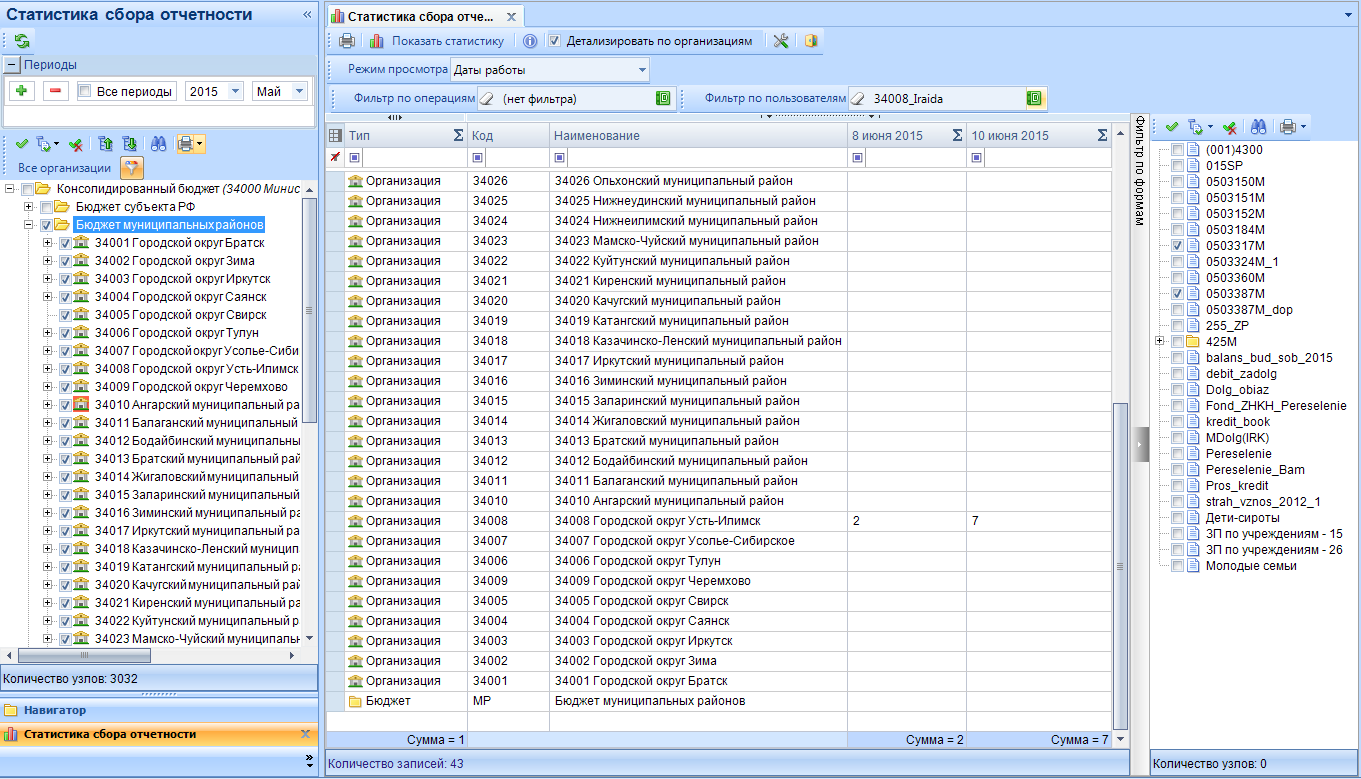 Статистика сбора отчетности
Периоды
Все периоды 2015 Май
Все организации
Консолидированный бюджет (34000 Минис
Бюджет субъекта РФ
Бюджет муниципальных районов
34001 Городской округ Братск
34002 Городской округ Зима
34003 Городской округ Иркутск
34004 Городской округ Саянск
34005 Городской округ Свирск
34006 Городской округ Тулун
34007 Городской округ Усолье-Сиби
34008 Городской округ Усть-Илимск
34009 Городской округ Черемхово
34010 Ангарский муниципальный ра
34011 Балаганский муниципальный
34012 Бодайбинский муниципальны
34013 Братский муниципальный рай
34014 Жигаловский муниципальный
34015 Заларинский муниципальный
34016 Зиминский муниципальный р
34017 Иркутский муниципальный р
34018 Казачинско-Ленский муницип
34019 Катангский муниципальный р
34020 Качугский муниципальный рай
34021 Киренский муниципальный р
34022 Куйтунский муниципальный р
34023 Мамско-Чуйский муниципаль
Количество узлов: 3032
Навигатор
Статистика сбора отчетности
Статистика сбора отче...
Показать статистику Детализировать по организациям
Режим просмотра Даты работы
Фильтр по операциям (нет фильтра) Фильтр по пользователям 34008_Iraida
Тип Код Наименование 8 июня 2015 10 июня 2015
Организация 34026 34026 Ольхонский муниципальный район
Организация 34025 34025 Нижнеудинский муниципальный район
Организация 34024 34024 Нижнеилимский муниципальный район
Организация 34023 34023 Мамско-Чуйский муниципальный район
Организация 34022 34022 Куйтунский муниципальный район
Организация 34021 34021 Киренский муниципальный район
Организация 34020 34020 Качугский муниципальный район
Организация 34019 34019 Катангский муниципальный район
Организация 34018 34018 Казачинско-Ленский муниципальный район
Организация 34017 34017 Иркутский муниципальный район
Организация 34016 34016 Зиминский муниципальный район
Организация 34015 34015 Заларинский муниципальный район
Организация 34014 34014 Жигаловский муниципальный район
Организация 34013 34013 Братский муниципальный район
Организация 34012 34012 Бодайбинский муниципальный район
Организация 34011 34011 Балаганский муниципальный район
Организация 34010 34010 Ангарский муниципальный район
Организация 34008 34008 Городской округ Усть-Илимск 2 7
Организация 34007 34007 Городской округ Усолье-Сибирское
Организация 34006 34006 Городской округ Тулун
Организация 34009 34009 Городской округ Черемхово
Организация 34005 34005 Городской округ Свирск
Организация 34004 34004 Городской округ Саянск
Организация 34003 34003 Городской округ Иркутск
Организация 34002 34002 Городской округ Зима
Организация 34001 34001 Городской округ Братск
Бюджет МР Бюджет муниципальных районов
Сумма = 1 Сумма = 2 Сумма = 7
Количество записей: 43
Фильтр по формам
(001)4300
015SP
0503150M
0503151M
0503152M
0503184M
0503317M
0503324M_1
0503360M
0503387M
0503387M_dop
255_ZP
425M
balans_bud_sob_2015
debit_zadolg
Dolg_obiaz
Fond_ZHKH_Pereselenie
kredit_book
MDolg(IRK)
Pereselenie
Pereselenie_Bam
Pros_kredit
strah_vznos_2012_1
Дети-сироты
ЗП по учреждениям - 15
ЗП по учреждениям - 26
Молодые семьи
Количество узлов: 0